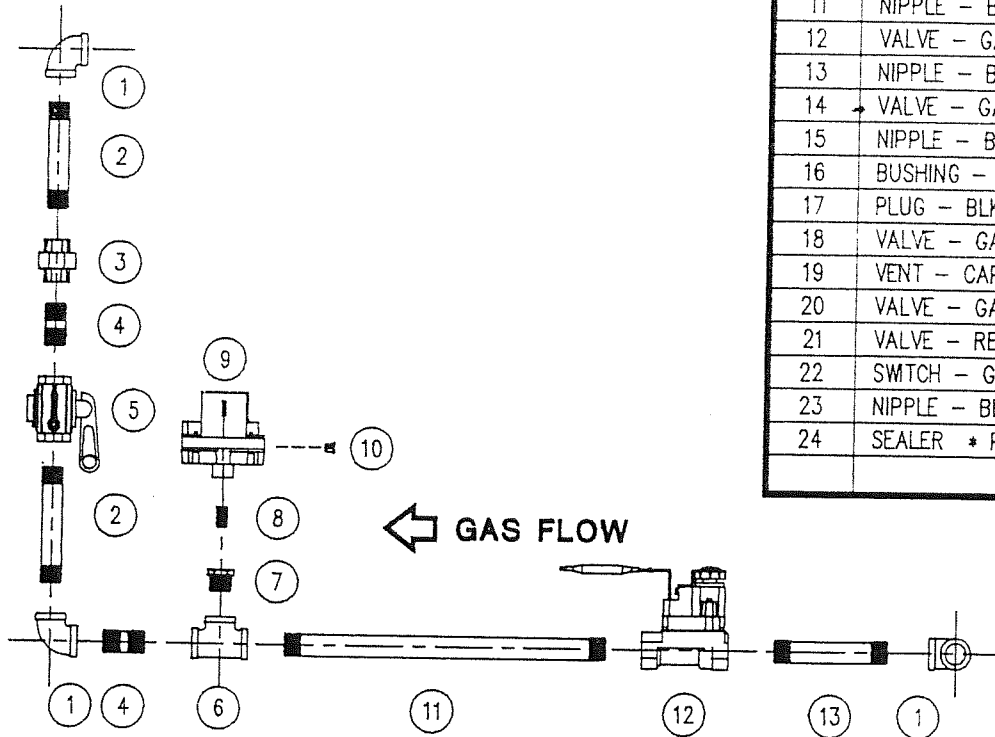 11 NIPPLE –
12 VALVE –
13 NIPPLE –
14 VALVE –
15 NIPPLE –
16 BUSHING –
17 PLUG –
18 VALVE –
19 VENT –
20 VALVE –
21 VALVE –
22 SWITCH –
23 NIPPLE –
24 SEALER *
1
2
3
4
9
5
10
2
8
← GAS FLOW
7
1 4 6 11 12 13 1